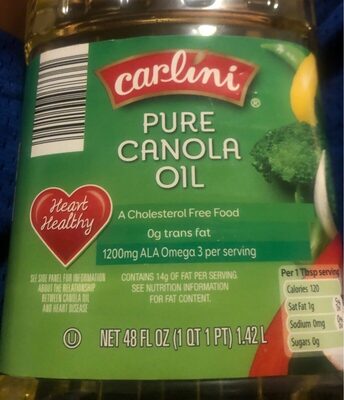 carlini
®
PURE
CANOLA
OIL
Heart
Healthy
A Cholesterol Free Food
0g trans fat
1200mg ALA Omega 3 per serving
SEE SIDE PANEL FOR INFORMATION
ABOUT THE RELATIONSHIP
BETWEEN CANOLA OIL
AND HEART DISEASE
CONTAINS 14g OF FAT PER SERVING.
SEE NUTRITION INFORMATION
FOR FAT CONTENT.
Per 1 Tbsp serving
Calories 120
Sat Fat 1g
Sodium 0mg
Sugars 0g
U
NET 48 FL OZ (1 QT 1 PT) 1.42 L